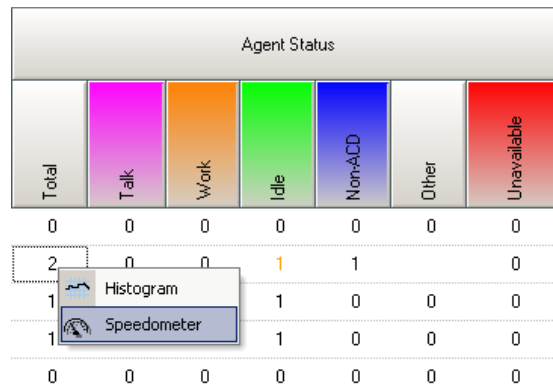 Agent Status
Total Talk Work Idle Non-ACD Other Unavailable
0 0 0 0 0 0 0
2 0 0 1 1 0
Histogram
1 1 0 0 0
Speedometer
1 1 0 0 0
0 0 0 0 0 0 0